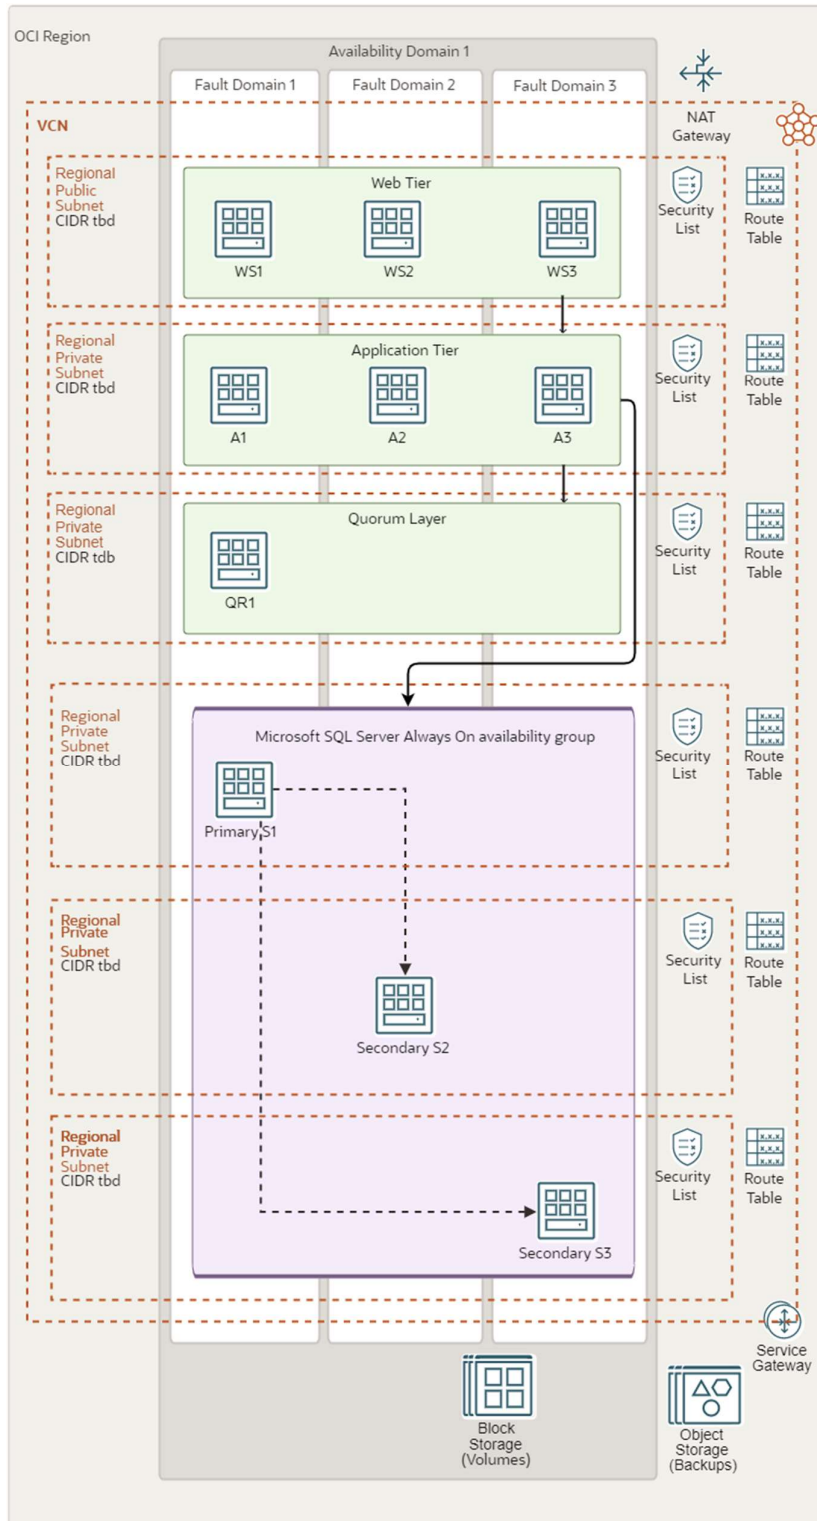 OCI Region
Availability Domain 1
Fault Domain 1
Fault Domain 2
Fault Domain 3
NAT
Gateway
VCN
Regional
Public
Subnet
CIDR tbd
Web Tier
WS1
WS2
WS3
Security
List
Route
Table
Regional
Private
Subnet
CIDR tbd
Application Tier
A1
A2
A3
Security
List
Route
Table
Regional
Private
Subnet
CIDR tdb
Quorum Layer
QR1
Security
List
Route
Table
Regional
Private
Subnet
CIDR tbd
Microsoft SQL Server Always On availability group
Primary S1
Security
List
Route
Table
Regional
Private
Subnet
CIDR tbd
Secondary S2
Security
List
Route
Table
Regional
Private
Subnet
CIDR tbd
Secondary S3
Security
List
Route
Table
Service
Gateway
Block
Storage
(Volumes)
Object
Storage
(Backups)